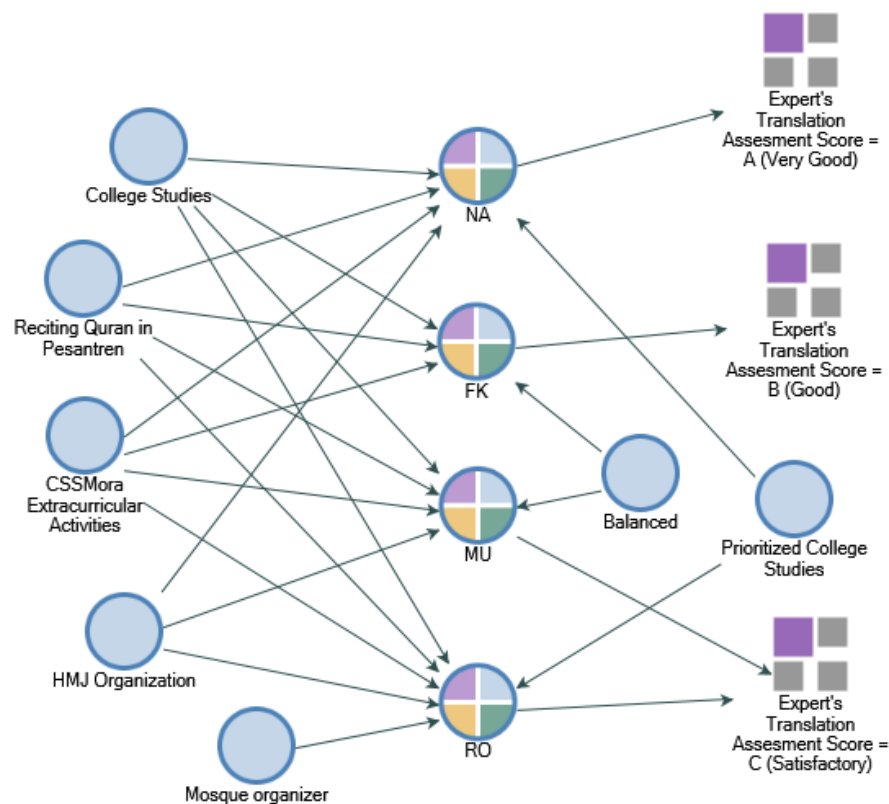 Expert's
Translation
Assesment Score =
A (Very Good)
College Studies
NA
Reciting Quran in
Pesantren
Expert's
Translation
Assesment Score =
B (Good)
FK
CSSMora
Extracurricular
Activities
Balanced
Prioritized College
Studies
MU
HMJ Organization
Expert's
Translation
Assesment Score =
C (Satisfactory)
RO
Mosque organizer